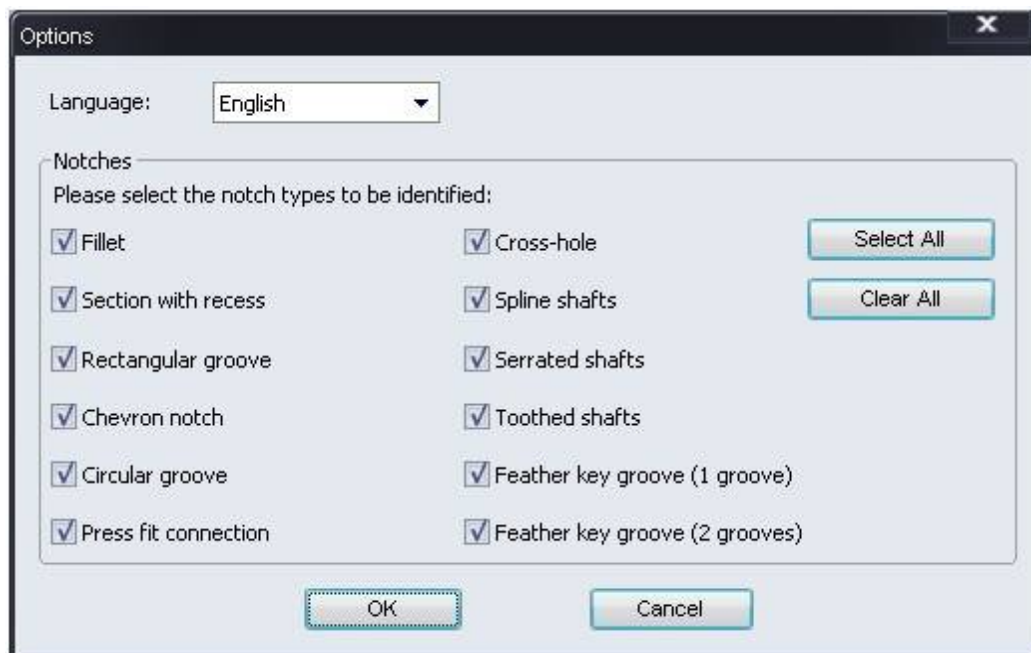 Options
Language: English
Notches
Please select the notch types to be identified:
Fillet
Section with recess
Rectangular groove
Chevron notch
Circular groove
Press fit connection
Cross-hole
Spline shafts
Serrated shafts
Toothed shafts
Feather key groove (1 groove)
Feather key groove (2 grooves)
Select All
Clear All
OK
Cancel